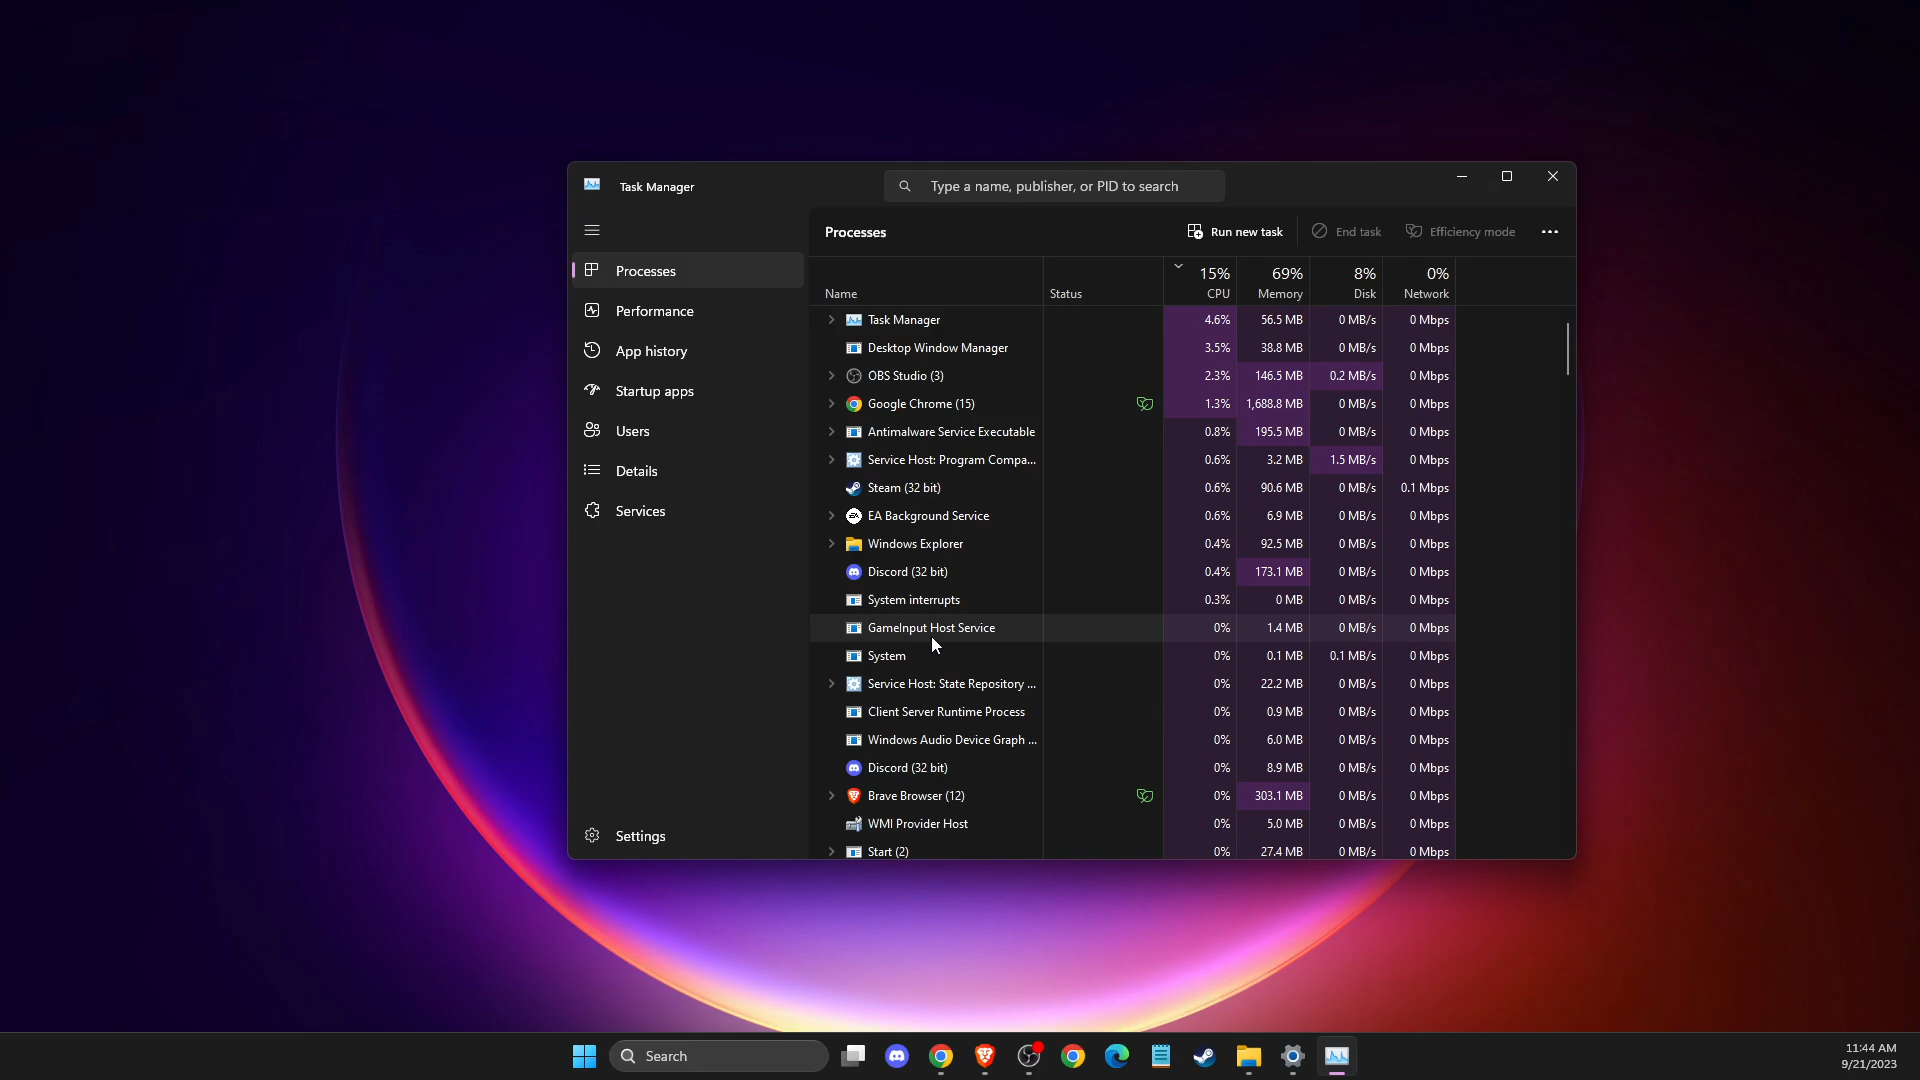 Task Manager
Type a name, publisher, or PID to search
Processes
Run new task
End task
Efficiency mode
Processes
Performance
App history
Startup apps
Users
Details
Services
Settings
15% 69% 8% 0%
Name Status CPU Memory Disk Network
Task Manager 4.6% 56.5 MB 0 MB/s 0 Mbps
Desktop Window Manager 3.5% 38.8 MB 0 MB/s 0 Mbps
OBS Studio (3) 2.3% 146.5 MB 0.2 MB/s 0 Mbps
Google Chrome (15) 1.3% 1,688.8 MB 0 MB/s 0 Mbps
Antimalware Service Executable 0.8% 195.5 MB 0 MB/s 0 Mbps
Service Host: Program Compa... 0.6% 3.2 MB 1.5 MB/s 0 Mbps
Steam (32 bit) 0.6% 90.6 MB 0 MB/s 0.1 Mbps
EA Background Service 0.6% 6.9 MB 0 MB/s 0 Mbps
Windows Explorer 0.4% 92.5 MB 0 MB/s 0 Mbps
Discord (32 bit) 0.4% 173.1 MB 0 MB/s 0 Mbps
System interrupts 0.3% 0 MB 0 MB/s 0 Mbps
GameInput Host Service 0% 1.4 MB 0 MB/s 0 Mbps
System 0% 0.1 MB 0.1 MB/s 0 Mbps
Service Host: State Repository ... 0% 22.2 MB 0 MB/s 0 Mbps
Client Server Runtime Process 0% 0.9 MB 0 MB/s 0 Mbps
Windows Audio Device Graph ... 0% 6.0 MB 0 MB/s 0 Mbps
Discord (32 bit) 0% 8.9 MB 0 MB/s 0 Mbps
Brave Browser (12) 0% 303.1 MB 0 MB/s 0 Mbps
WMI Provider Host 0% 5.0 MB 0 MB/s 0 Mbps
Start (2) 0% 27.4 MB 0 MB/s 0 Mbps
Search
11:44 AM
9/21/2023